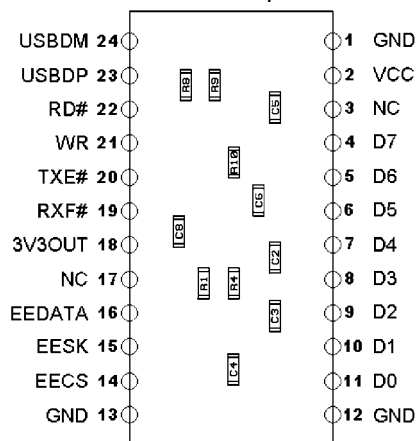 USBDM 24 1 GND
USBDP 23 2 VCC
R8 R9
RD# 22 C5 3 NC
WR 21 4 D7
R10
TXE# 20 5 D6
C6
RXF# 19 6 D5
C8
3V3OUT 18 7 D4
C2
NC 17 R1 R4 8 D3
EEDATA 16 C3 9 D2
EESK 15 10 D1
C4
EECS 14 11 D0
GND 13 12 GND